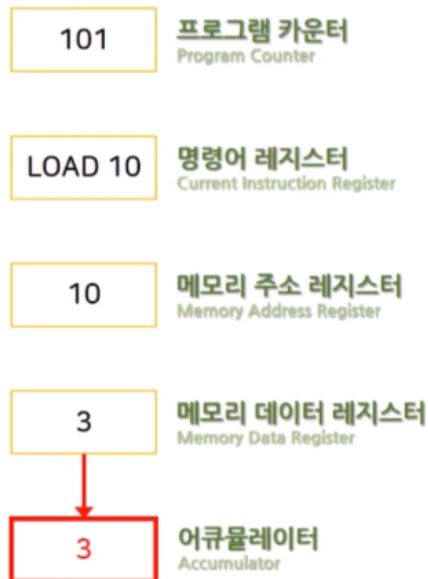 101
프로그램 카운터
Program Counter
LOAD 10
명령어 레지스터
Current Instruction Register
10
메모리 주소 레지스터
Memory Address Register
3
메모리 데이터 레지스터
Memory Data Register
3
어큐뮬레이터
Accumulator